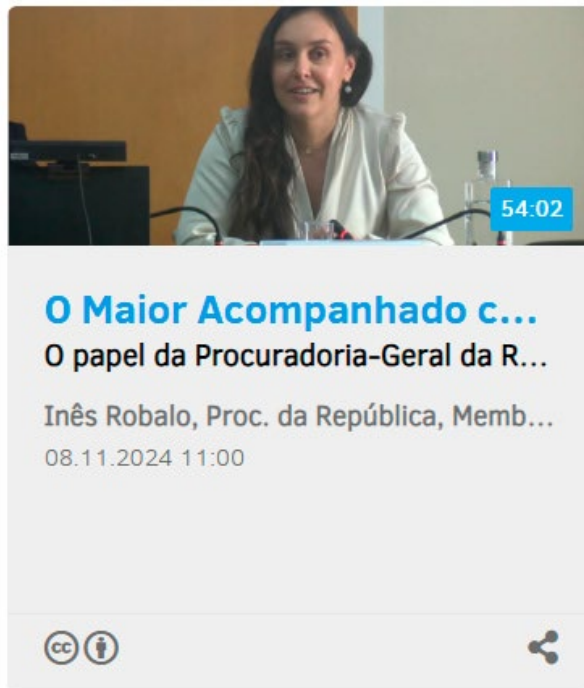 54:02
O Maior Acompanhado c...
O papel da Procuradoria-Geral da R...
Inês Robalo, Proc. da República, Memb...
08.11.2024 11:00
cc